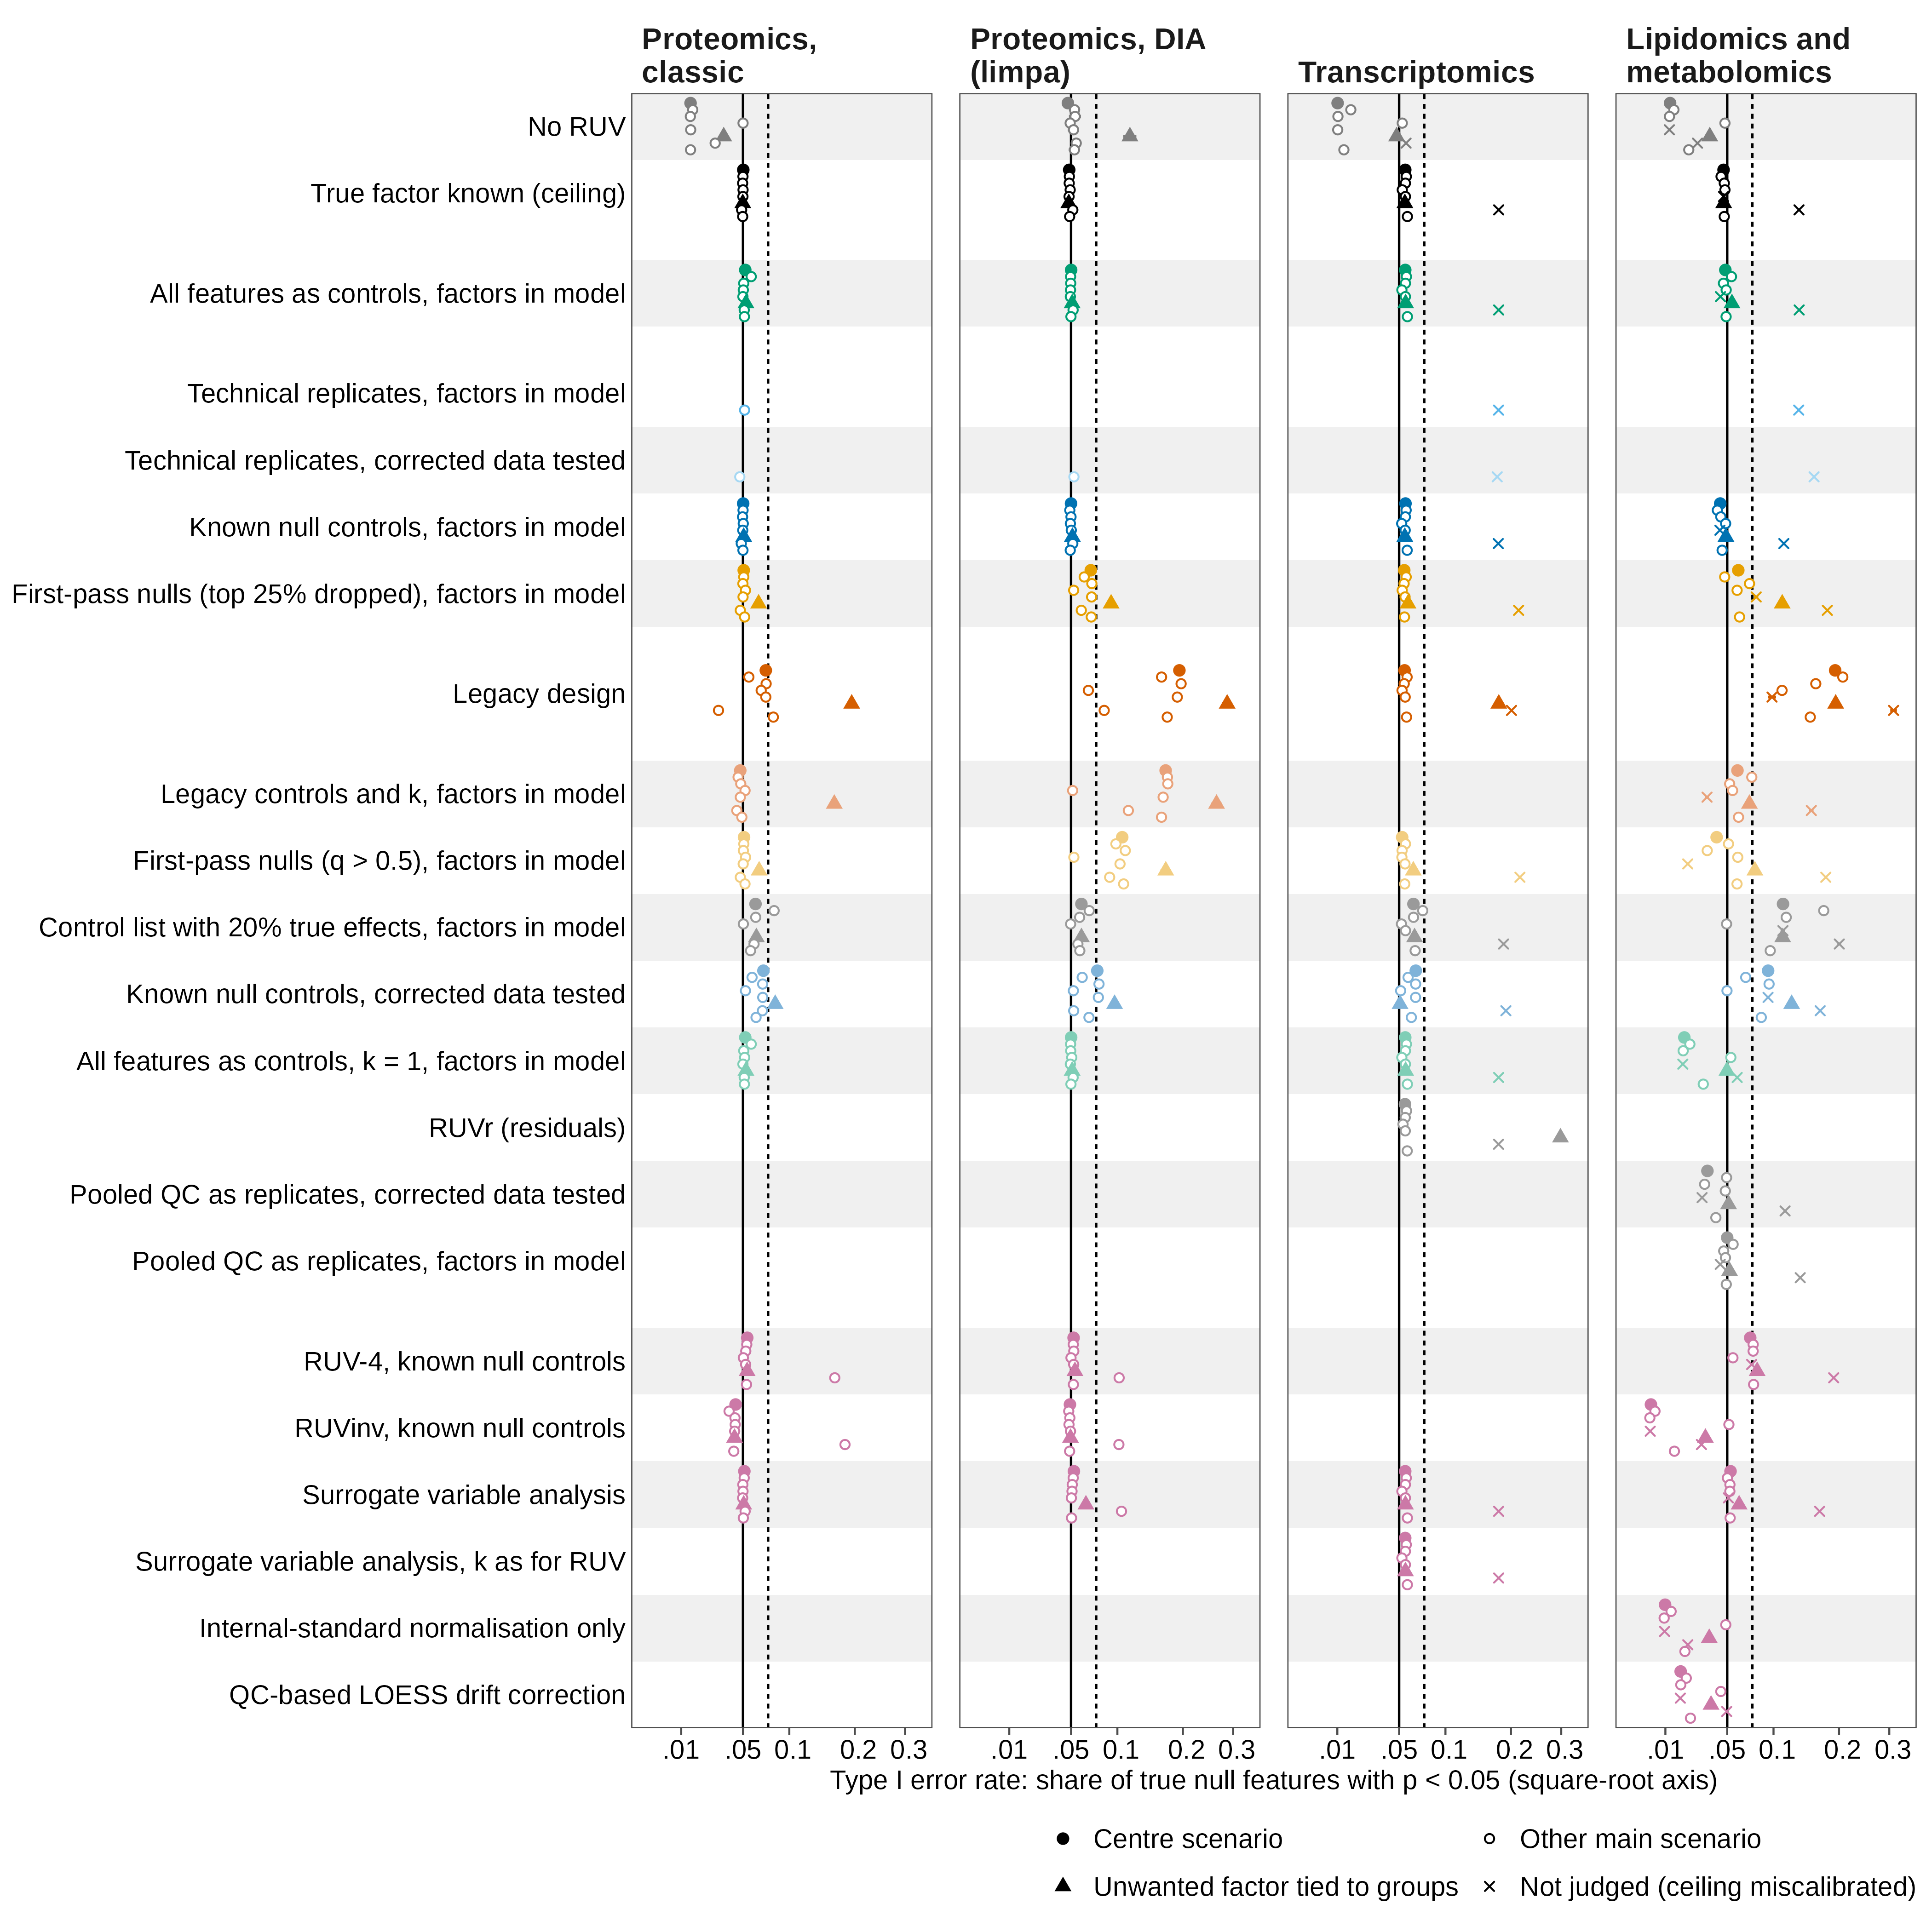 Proteomics,
classic
Proteomics, DIA
(limpa)
Transcriptomics
Lipidomics and
metabolomics
No RUV
True factor known (ceiling)
All features as controls, factors in model
Technical replicates, factors in model
Technical replicates, corrected data tested
Known null controls, factors in model
First-pass nulls (top 25% dropped), factors in model
Legacy design
Legacy controls and k, factors in model
First-pass nulls (q > 0.5), factors in model
Control list with 20% true effects, factors in model
Known null controls, corrected data tested
All features as controls, k = 1, factors in model
RUVr (residuals)
Pooled QC as replicates, corrected data tested
Pooled QC as replicates, factors in model
RUV-4, known null controls
RUVinv, known null controls
Surrogate variable analysis
Surrogate variable analysis, k as for RUV
Internal-standard normalisation only
QC-based LOESS drift correction
.01 .05 0.1 0.2 0.3 .01 .05 0.1 0.2 0.3 .01 .05 0.1 0.2 0.3 .01 .05 0.1 0.2 0.3
Type I error rate: share of true null features with p < 0.05 (square-root axis)
Centre scenario Other main scenario
Unwanted factor tied to groups Not judged (ceiling miscalibrated)